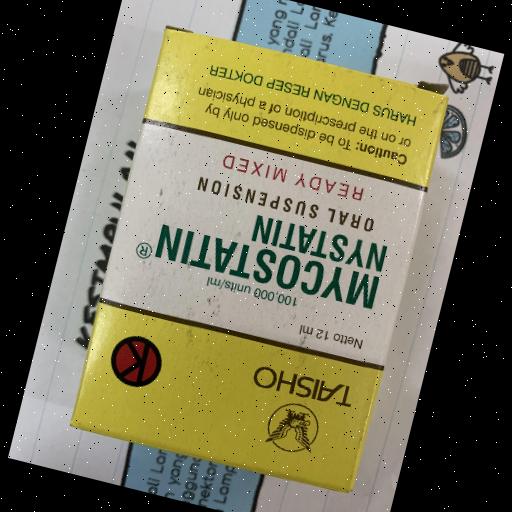 TAISHO
K
Netto 12 ml
100,000 units/ml
MYCOSTATIN®
NYSTATIN
ORAL SUSPENSION
READY MIXED
Caution: To be dispensed only by
or on the prescription of a physician
HARUS DENGAN RESEP DOKTER